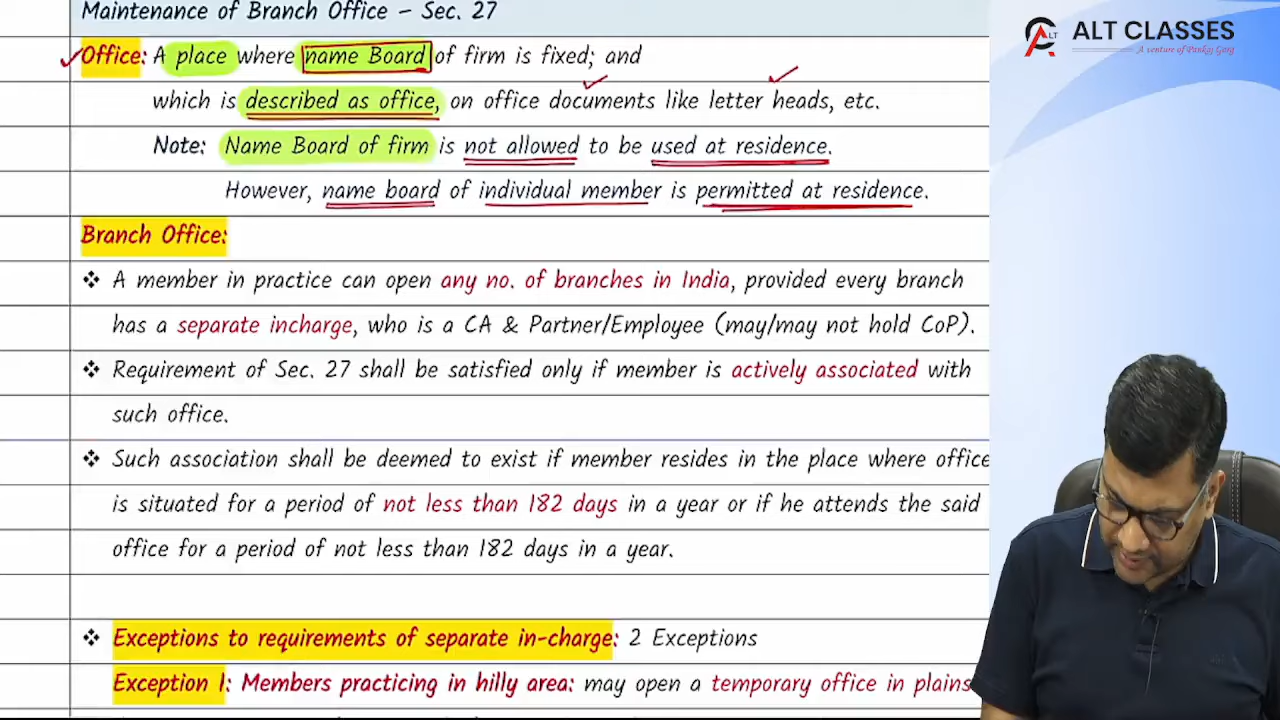 Maintenance of Branch Office – Sec. 27
ALT CLASSES
A venture of Pankaj Garg
Office: A place where name Board of firm is fixed; and
which is described as office, on office documents like letter heads, etc.
Note: Name Board of firm is not allowed to be used at residence.
However, name board of individual member is permitted at residence.
Branch Office:
❖ A member in practice can open any no. of branches in India, provided every branch
has a separate incharge, who is a CA & Partner/Employee (may/may not hold CoP).
❖ Requirement of Sec. 27 shall be satisfied only if member is actively associated with
such office.
❖ Such association shall be deemed to exist if member resides in the place where office
is situated for a period of not less than 182 days in a year or if he attends the said
office for a period of not less than 182 days in a year.
❖ Exceptions to requirements of separate in-charge: 2 Exceptions
Exception 1: Members practicing in hilly area: may open a temporary office in plains